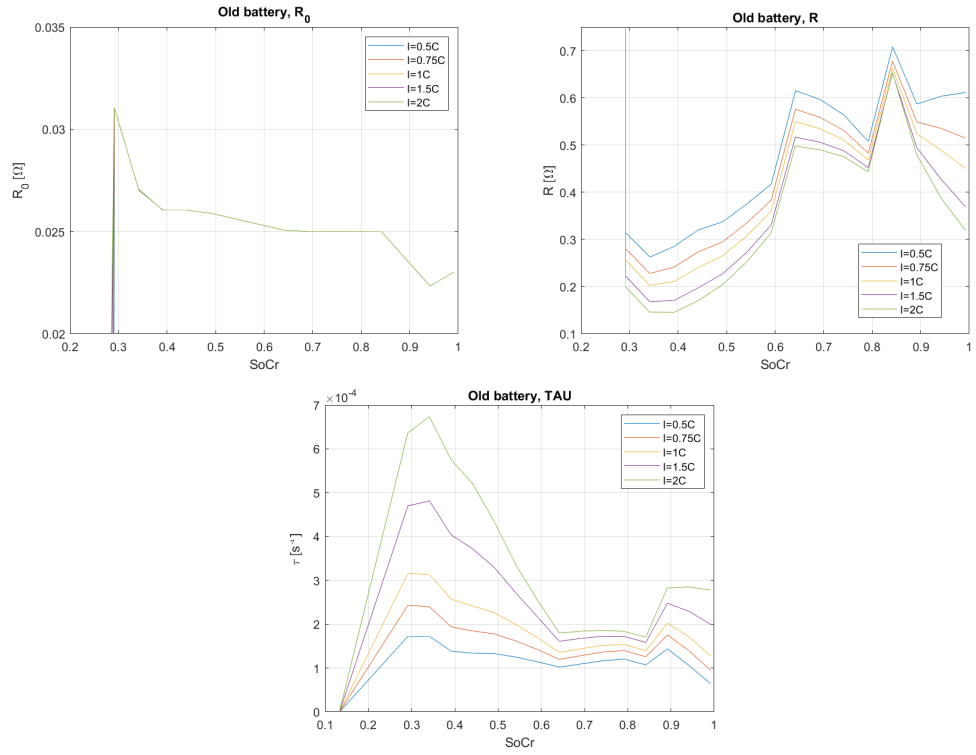 Old battery, R0
0.035
0.03
0.025
0.02
R0 [Ω]
0.2 0.3 0.4 0.5 0.6 0.7 0.8 0.9 1
SoCr
I=0.5C
I=0.75C
I=1C
I=1.5C
I=2C
Old battery, R
0.7
0.6
0.5
0.4
0.3
0.2
0.1
R [Ω]
0.2 0.3 0.4 0.5 0.6 0.7 0.8 0.9 1
SoCr
I=0.5C
I=0.75C
I=1C
I=1.5C
I=2C
Old battery, TAU
×10-4
7
6
5
4
3
2
1
0
τ [s-1]
0.1 0.2 0.3 0.4 0.5 0.6 0.7 0.8 0.9 1
SoCr
I=0.5C
I=0.75C
I=1C
I=1.5C
I=2C